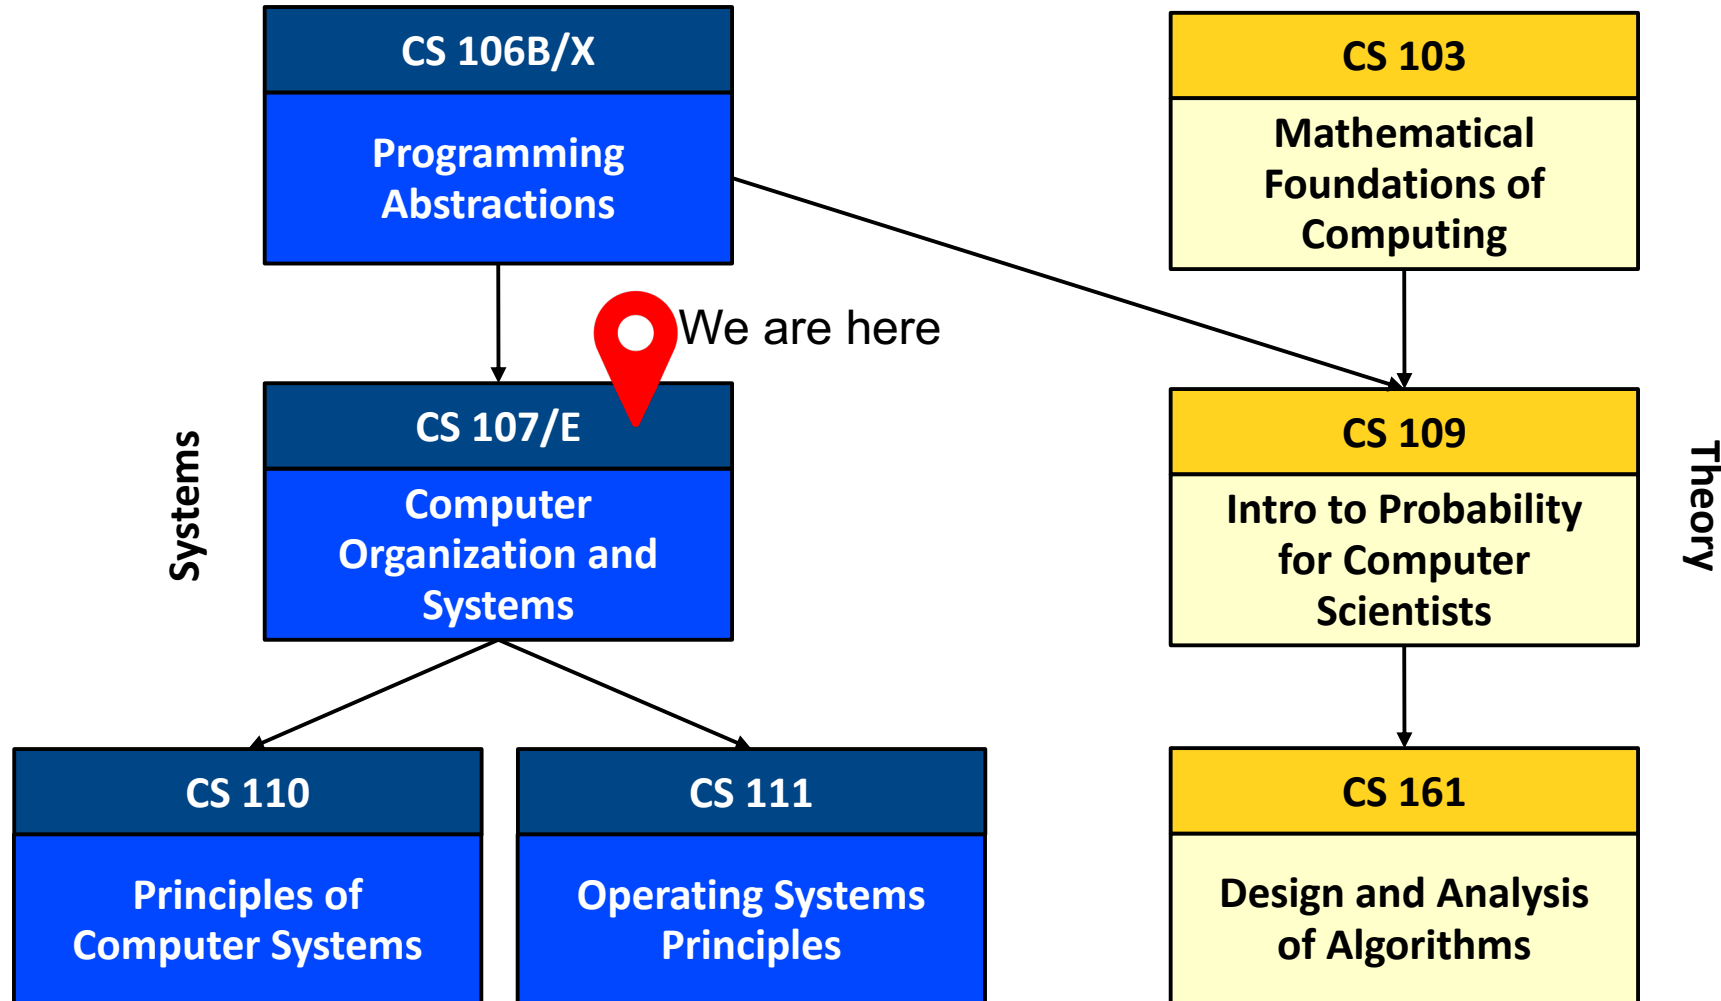 CS 106B/X
Programming
Abstractions
CS 103
Mathematical
Foundations of
Computing
We are here
Systems
CS 107/E
Computer
Organization and
Systems
CS 109
Intro to Probability
for Computer
Scientists
Theory
CS 110
Principles of
Computer Systems
CS 111
Operating Systems
Principles
CS 161
Design and Analysis
of Algorithms